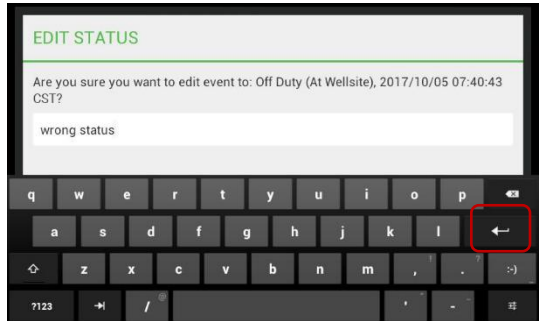 EDIT STATUS
Are you sure you want to edit event to: Off Duty (At Wellsite), 2017/10/05 07:40:43
CST?
wrong status
q w e r t y u i o p
a s d f g h j k l
z x c v b n m , ! . ? :-)
?123 / @ ' " - _